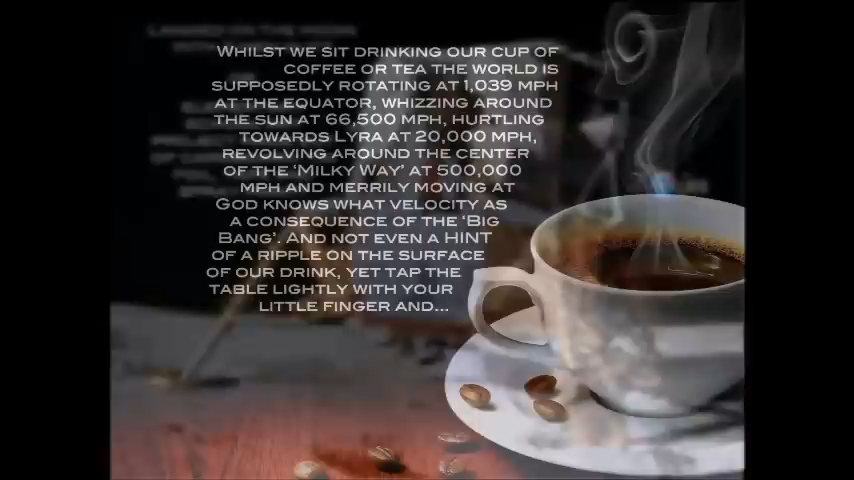 WHILST WE SIT DRINKING OUR CUP OF
COFFEE OR TEA THE WORLD IS
SUPPOSEDLY ROTATING AT 1,039 MPH
AT THE EQUATOR, WHIZZING AROUND
THE SUN AT 66,500 MPH, HURTLING
TOWARDS LYRA AT 20,000 MPH,
REVOLVING AROUND THE CENTER
OF THE ‘MILKY WAY’ AT 500,000
MPH AND MERRILY MOVING AT
GOD KNOWS WHAT VELOCITY AS
A CONSEQUENCE OF THE ‘BIG
BANG’. AND NOT EVEN A HINT
OF A RIPPLE ON THE SURFACE
OF OUR DRINK, YET TAP THE
TABLE LIGHTLY WITH YOUR
LITTLE FINGER AND...